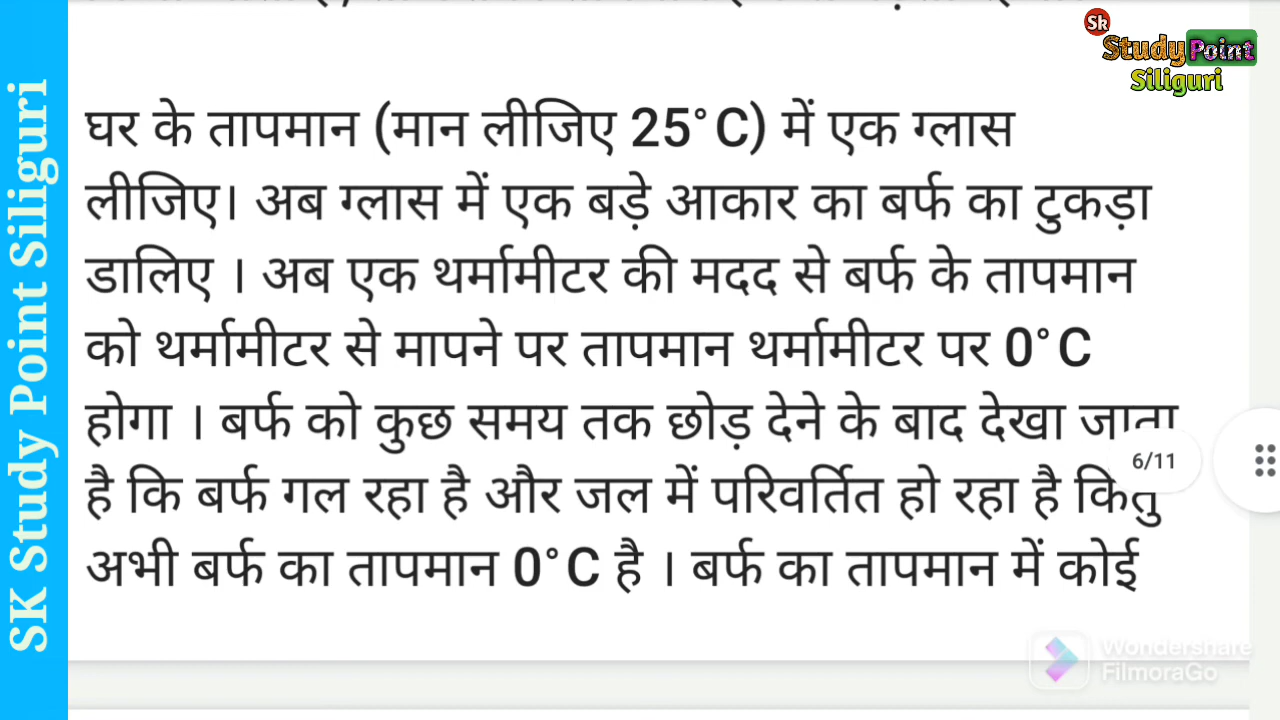 Sk
Study Point
Siliguri
SK Study Point Siliguri
घर के तापमान (मान लीजिए 25°C) में एक ग्लास
लीजिए। अब ग्लास में एक बड़े आकार का बर्फ का टुकड़ा
डालिए । अब एक थर्मामीटर की मदद से बर्फ के तापमान
को थर्मामीटर से मापने पर तापमान थर्मामीटर पर 0°C
होगा । बर्फ को कुछ समय तक छोड़ देने के बाद देखा जाता
है कि बर्फ गल रहा है और जल में परिवर्तित हो रहा है किंतु
अभी बर्फ का तापमान 0°C है । बर्फ का तापमान में कोई
6/11
Wondershare
FilmoraGo